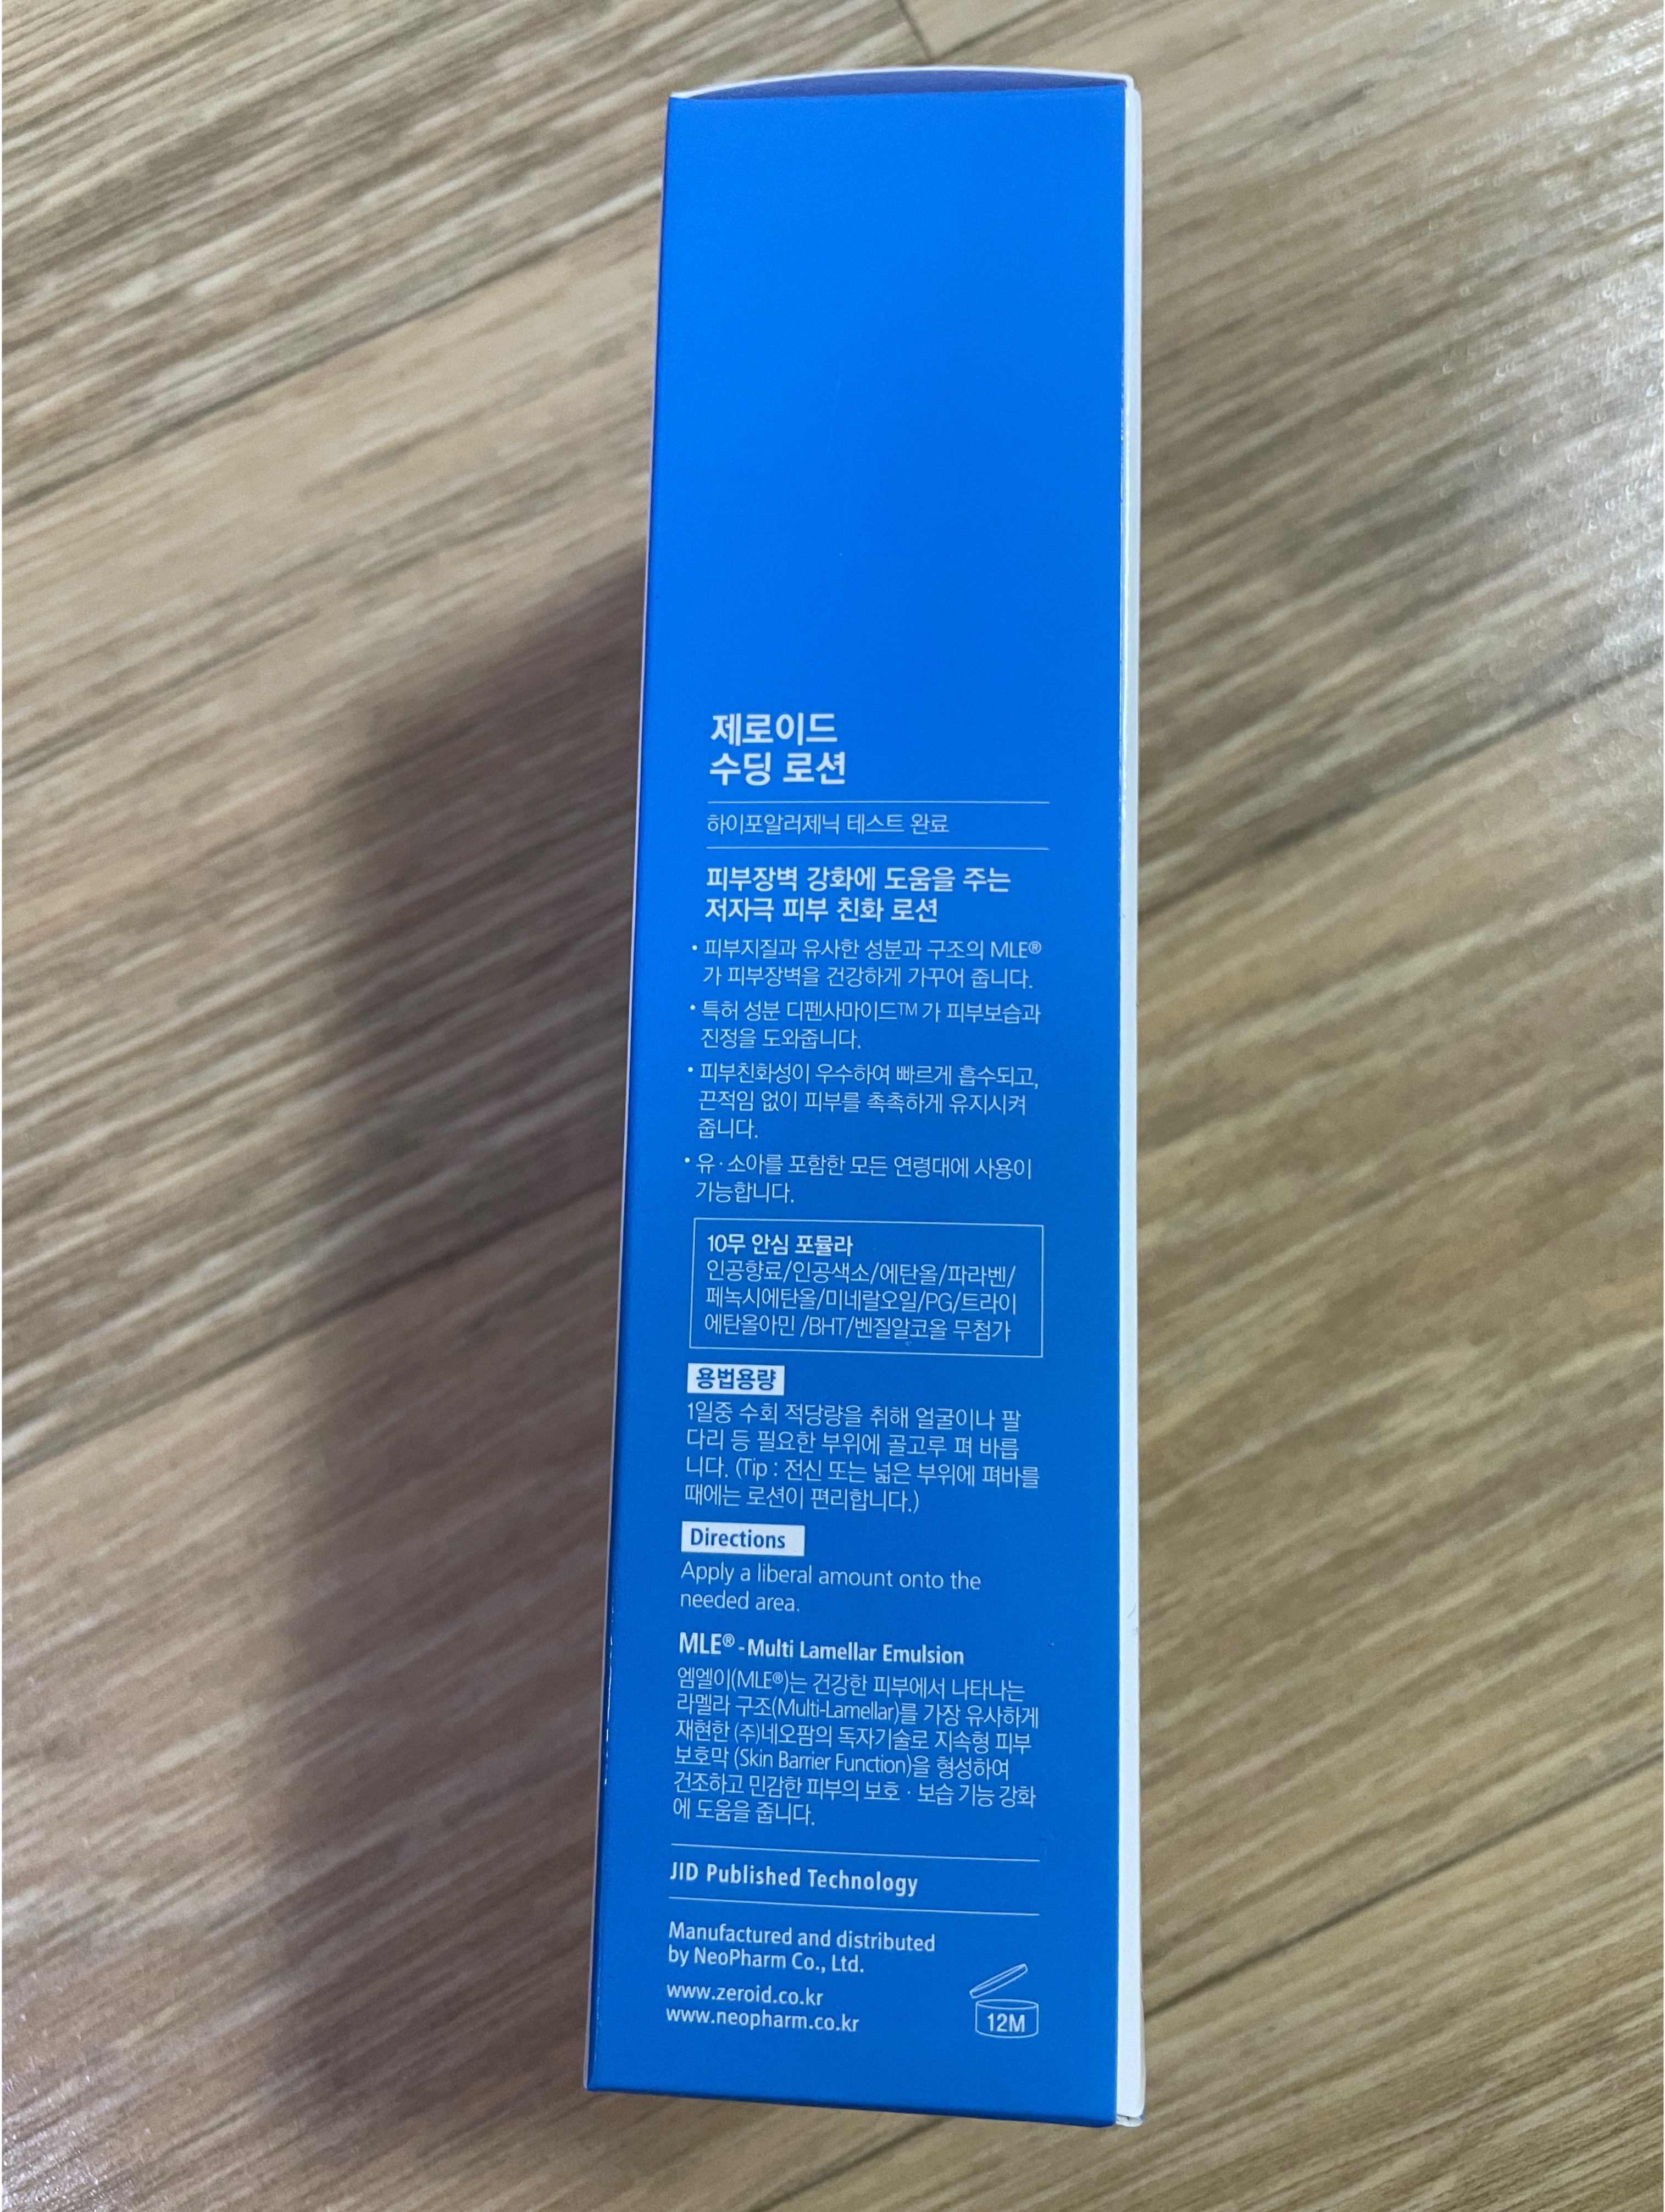 제로이드
수딩 로션
하이포알러제닉 테스트 완료
피부장벽 강화에 도움을 주는
저자극 피부 친화 로션
• 피부지질과 유사한 성분과 구조의 MLE®
가 피부장벽을 건강하게 가꾸어 줍니다.
• 특허 성분 디펜사마이드™ 가 피부보습과
진정을 도와줍니다.
• 피부친화성이 우수하여 빠르게 흡수되고,
끈적임 없이 피부를 촉촉하게 유지시켜
줍니다.
• 유·소아를 포함한 모든 연령대에 사용이
가능합니다.
10무 안심 포뮬라
인공향료/인공색소/에탄올/파라벤/
페녹시에탄올/미네랄오일/PG/트라이
에탄올아민 /BHT/벤질알코올 무첨가
용법용량
1일중 수회 적당량을 취해 얼굴이나 팔
다리 등 필요한 부위에 골고루 펴 바릅
니다. (Tip : 전신 또는 넓은 부위에 펴바를
때에는 로션이 편리합니다.)
Directions
Apply a liberal amount onto the
needed area.
MLE® - Multi Lamellar Emulsion
엠엘이(MLE®)는 건강한 피부에서 나타나는
라멜라 구조(Multi-Lamellar)를 가장 유사하게
재현한 (주)네오팜의 독자기술로 지속형 피부
보호막 (Skin Barrier Function)을 형성하여
건조하고 민감한 피부의 보호 · 보습 기능 강화
에 도움을 줍니다.
JID Published Technology
Manufactured and distributed
by NeoPharm Co., Ltd.
www.zeroid.co.kr
www.neopharm.co.kr
12M